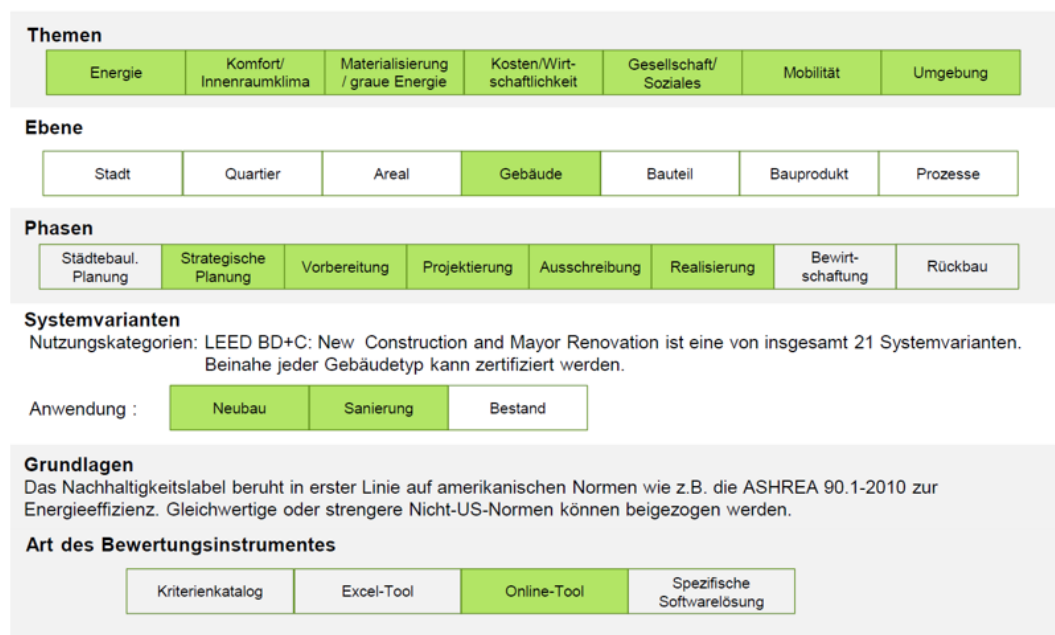 Themen
Energie
Komfort/
Innenraumklima
Materialisierung
/ graue Energie
Kosten/Wirt-
schaftlichkeit
Gesellschaft/
Soziales
Mobilität
Umgebung
Ebene
Stadt
Quartier
Areal
Gebäude
Bauteil
Bauprodukt
Prozesse
Phasen
Städtebaul.
Planung
Strategische
Planung
Vorbereitung
Projektierung
Ausschreibung
Realisierung
Bewirt-
schaftung
Rückbau
Systemvarianten
Nutzungskategorien: LEED BD+C: New Construction and Mayor Renovation ist eine von insgesamt 21 Systemvarianten.
Beinahe jeder Gebäudetyp kann zertifiziert werden.
Anwendung :
Neubau
Sanierung
Bestand
Grundlagen
Das Nachhaltigkeitslabel beruht in erster Linie auf amerikanischen Normen wie z.B. die ASHREA 90.1-2010 zur
Energieeffizienz. Gleichwertige oder strengere Nicht-US-Normen können beigezogen werden.
Art des Bewertungsinstrumentes
Kriterienkatalog
Excel-Tool
Online-Tool
Spezifische
Softwarelösung